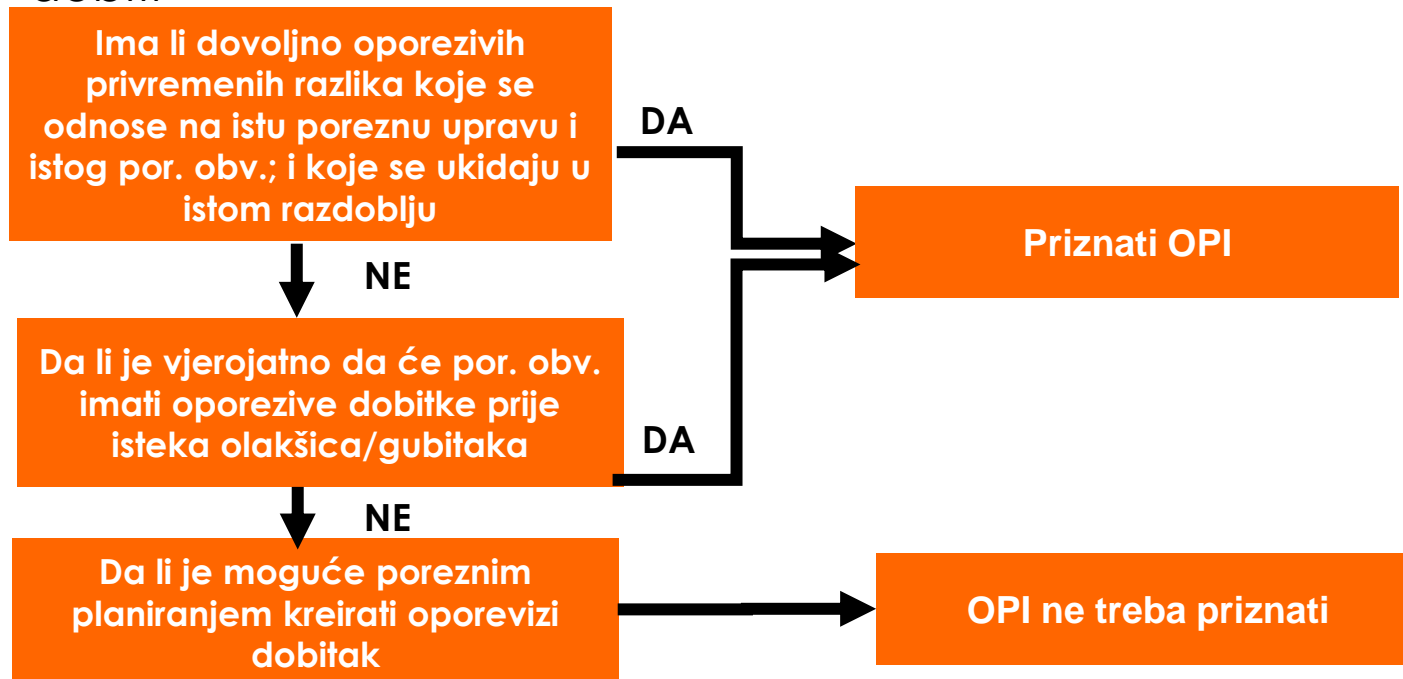 Ima li dovoljno oporezivih
privremenih razlika koje se
odnose na istu poreznu upravu i
istog por. obv.; i koje se ukidaju u
istom razdoblju
DA
Priznati OPI
NE
Da li je vjerojatno da će por. obv.
imati oporezive dobitke prije
isteka olakšica/gubitaka
DA
NE
Da li je moguće poreznim
planiranjem kreirati oporevizi
dobitak
OPI ne treba priznati